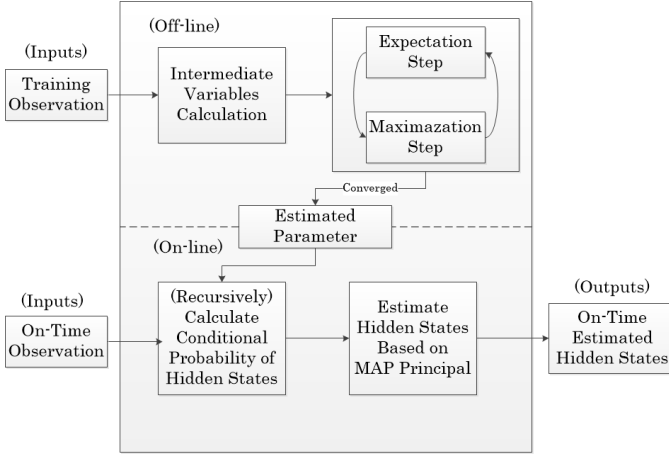 (Off-line)
(Inputs)
Training
Observation
Intermediate
Variables
Calculation
Expectation
Step
Maximazation
Step
Converged
Estimated
Parameter
(On-line)
(Inputs)
On-Time
Observation
(Recursively)
Calculate
Conditional
Probability of
Hidden States
Estimate
Hidden States
Based on
MAP Principal
(Outputs)
On-Time
Estimated
Hidden States